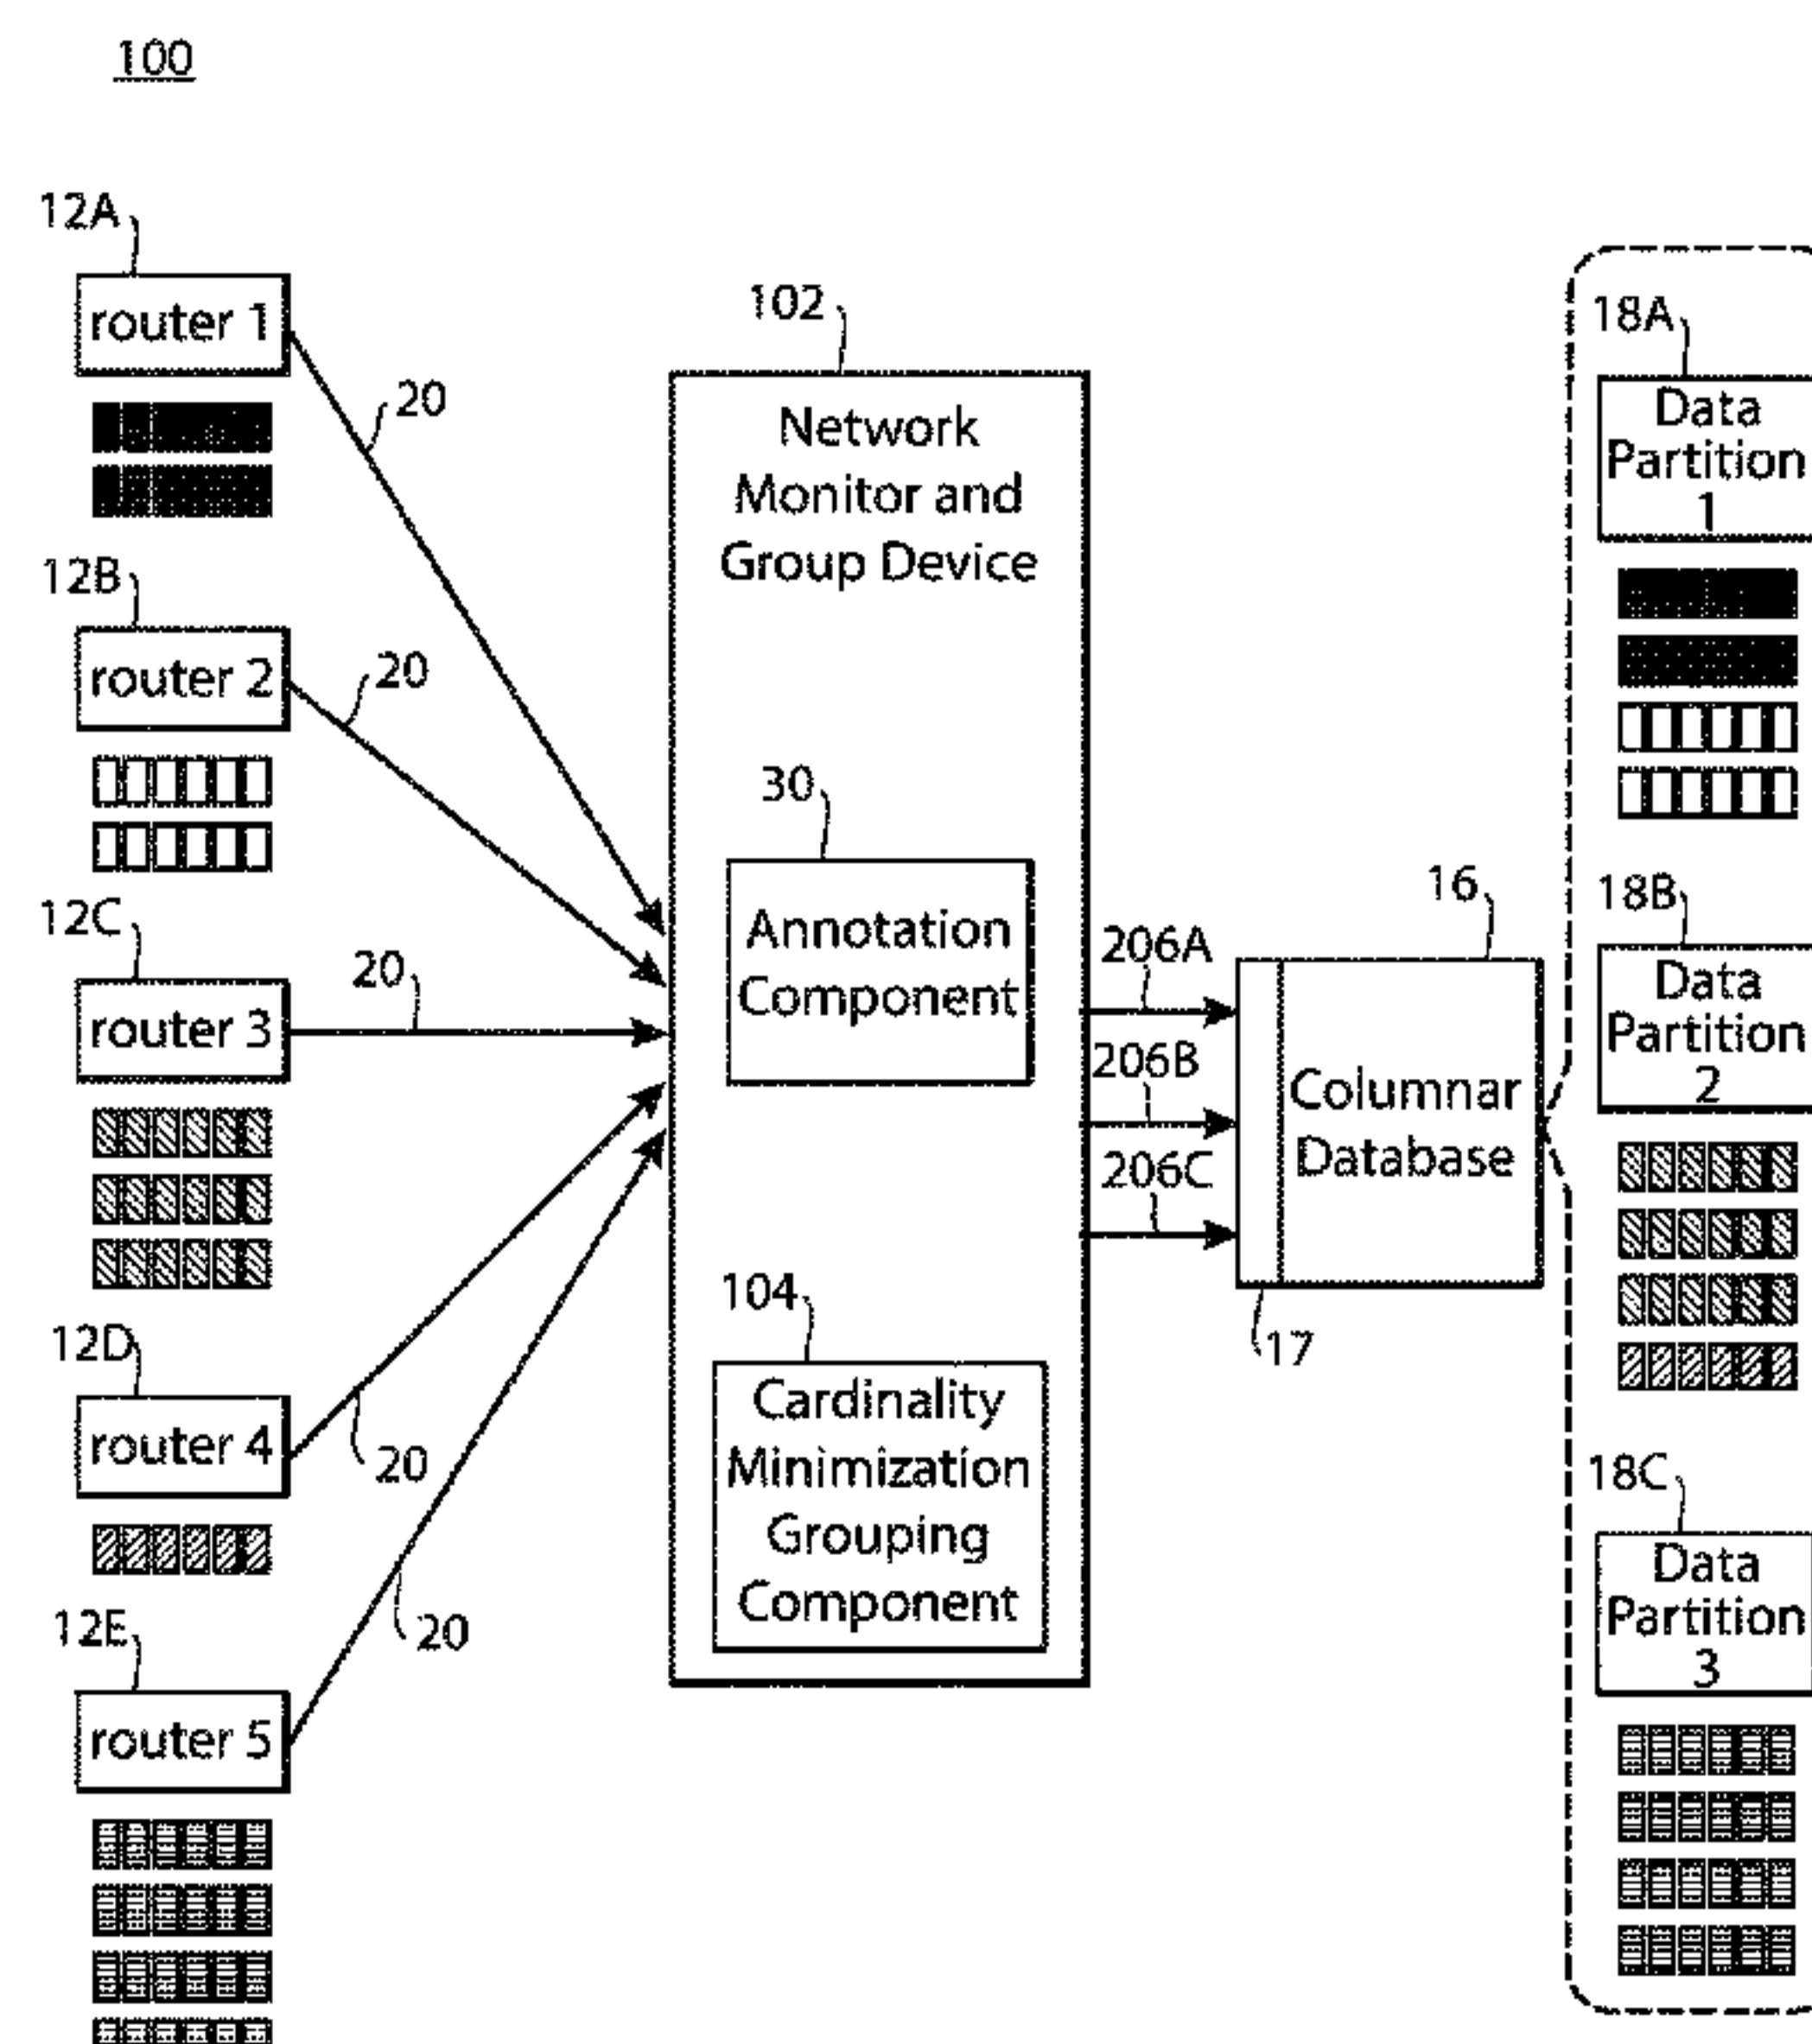 100
12A
router 1
20
12B
router 2
20
12C
router 3
20
12D
router 4
20
12E
router 5
20
102
Network
Monitor and
Group Device
30
Annotation
Component
104
Cardinality
Minimization
Grouping
Component
206A
206B
206C
16
Columnar
Database
17
18A
Data
Partition
1
18B
Data
Partition
2
18C
Data
Partition
3